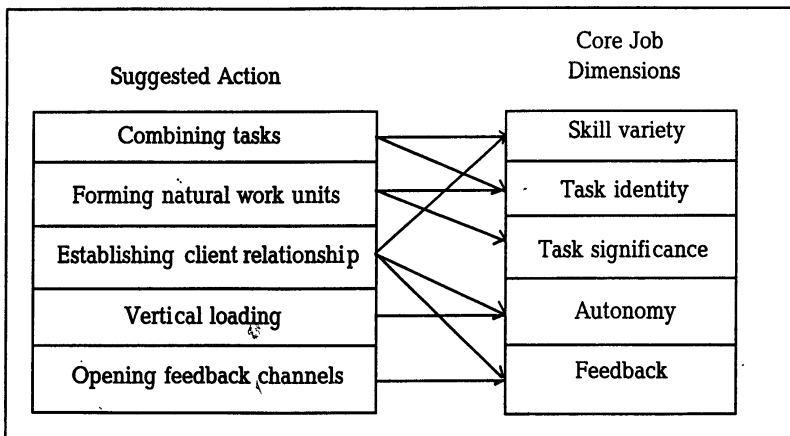 Suggested Action
Core Job
Dimensions
Combining tasks
Skill variety
Forming natural work units
Task identity
Establishing client relationship
Task significance
Vertical loading
Autonomy
Opening feedback channels
Feedback